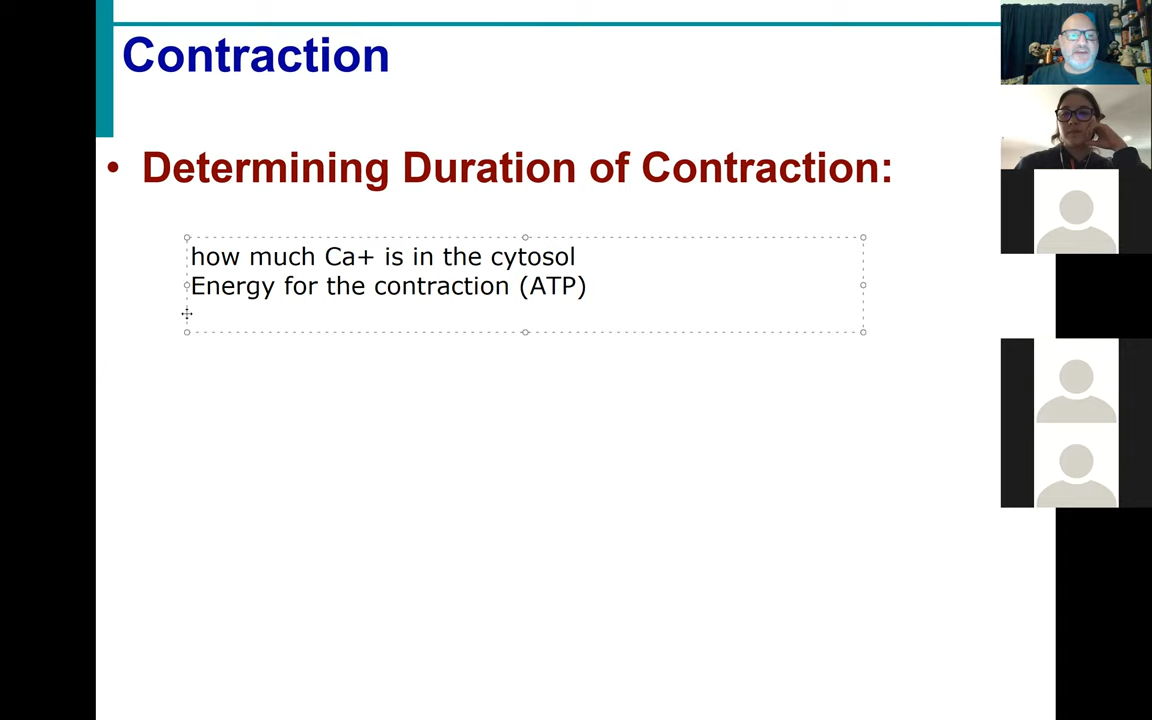 Contraction
• Determining Duration of Contraction:
how much Ca+ is in the cytosol
Energy for the contraction (ATP)